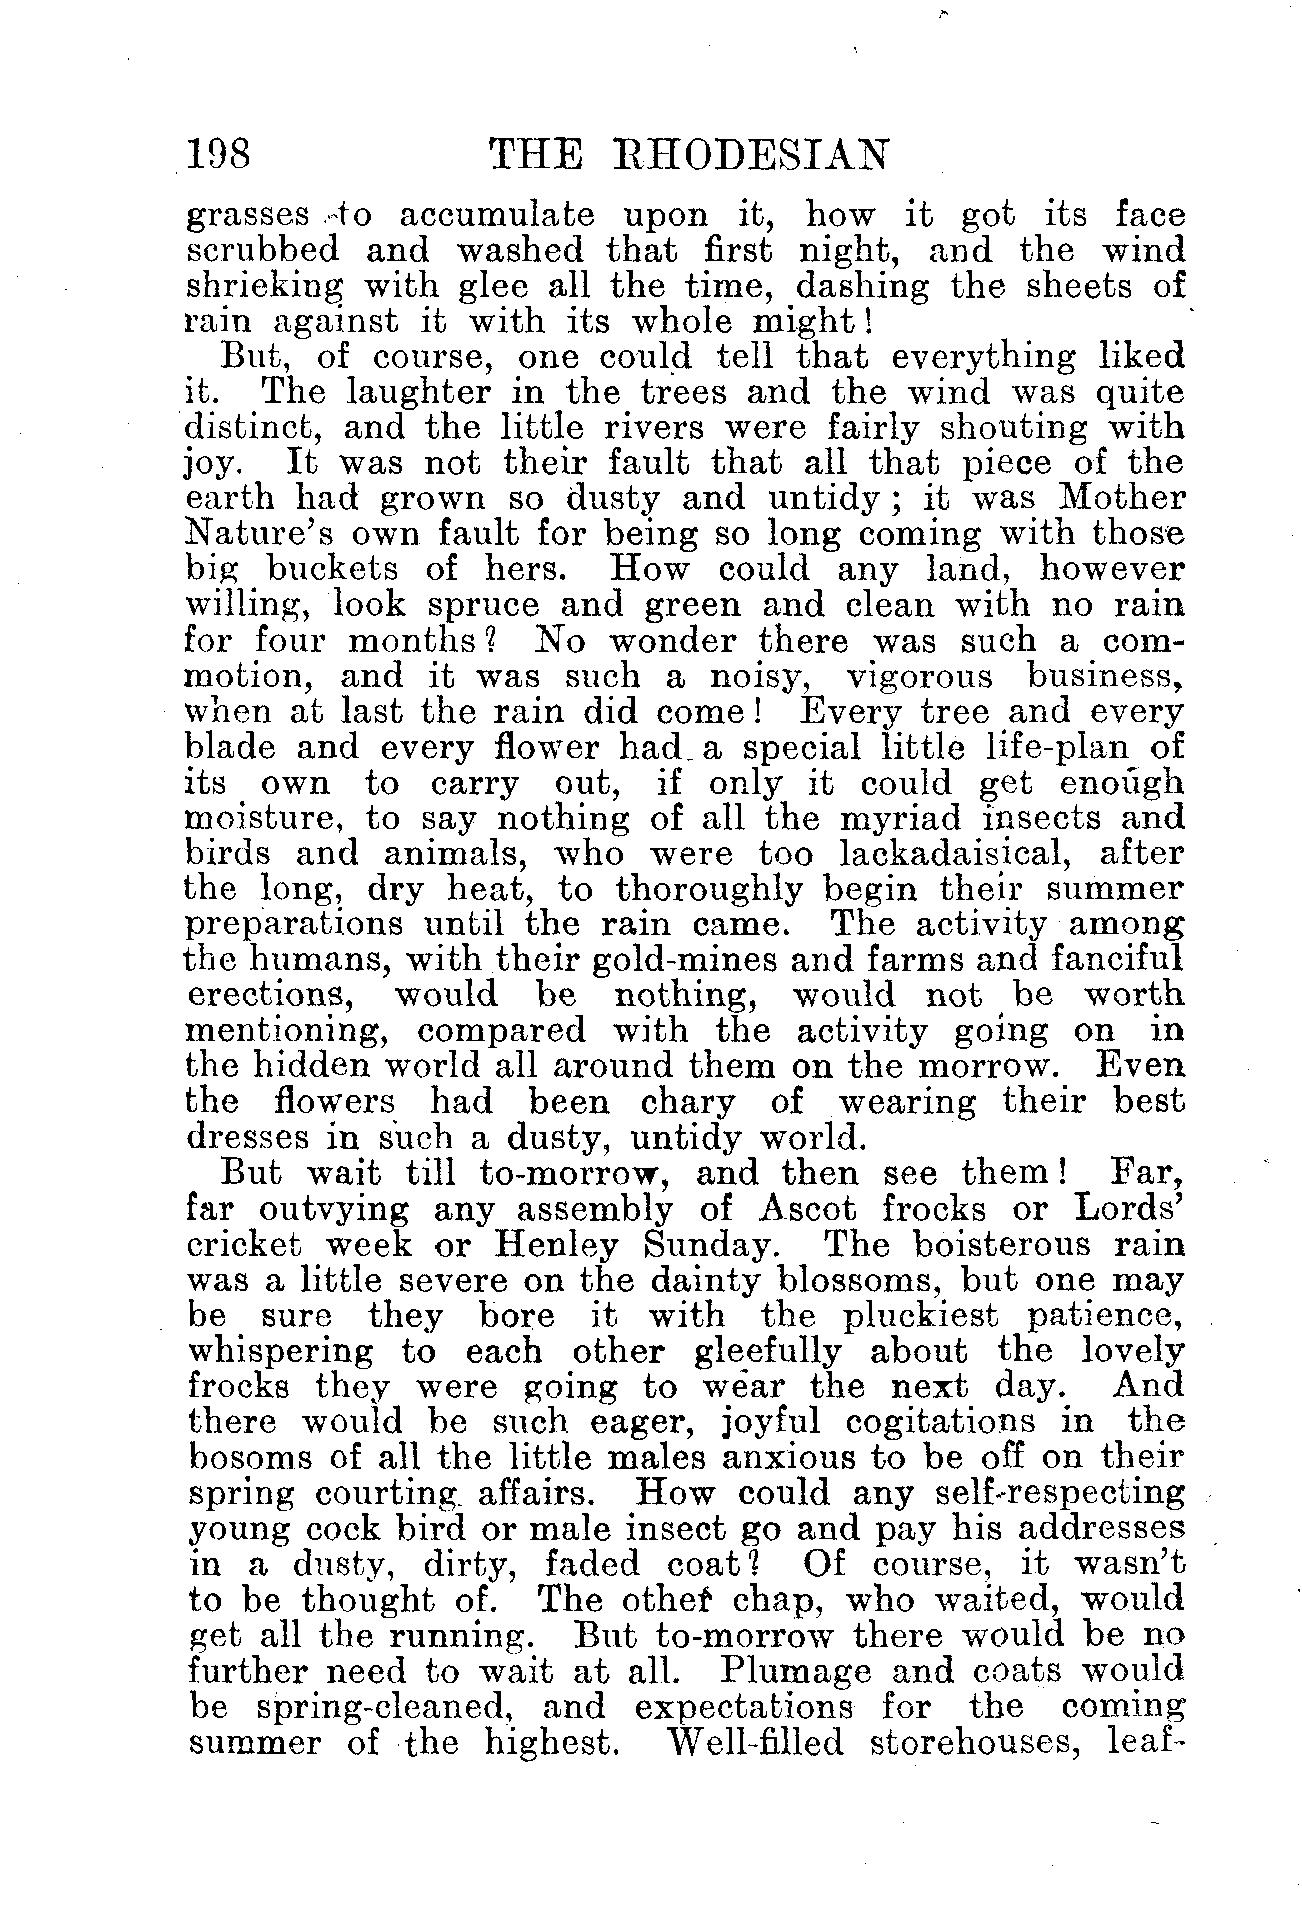 198 THE RHODESIAN
grasses to accumulate upon it, how it got its face
scrubbed and washed that first night, and the wind
shrieking with glee all the time, dashing the sheets of
rain against it with its whole might!
But, of course, one could tell that everything liked
it. The laughter in the trees and the wind was quite
distinct, and the little rivers were fairly shouting with
joy. It was not their fault that all that piece of the
earth had grown so dusty and untidy; it was Mother
Nature's own fault for being so long coming with those
big buckets of hers. How could any land, however
willing, look spruce and green and clean with no rain
for four months? No wonder there was such a com-
motion, and it was such a noisy, vigorous business,
when at last the rain did come! Every tree and every
blade and every flower had a special little life-plan of
its own to carry out, if only it could get enough
moisture, to say nothing of all the myriad insects and
birds and animals, who were too lackadaisical, after
the long, dry heat, to thoroughly begin their summer
preparations until the rain came. The activity among
the humans, with their gold-mines and farms and fanciful
erections, would be nothing, would not be worth
mentioning, compared with the activity going on in
the hidden world all around them on the morrow. Even
the flowers had been chary of wearing their best
dresses in such a dusty, untidy world.
But wait till to-morrow, and then see them! Far,
far outvying any assembly of Ascot frocks or Lords'
cricket week or Henley Sunday. The boisterous rain
was a little severe on the dainty blossoms, but one may
be sure they bore it with the pluckiest patience,
whispering to each other gleefully about the lovely
frocks they were going to wear the next day. And
there would be such eager, joyful cogitations in the
bosoms of all the little males anxious to be off on their
spring courting affairs. How could any self-respecting
young cock bird or male insect go and pay his addresses
in a dusty, dirty, faded coat? Of course, it wasn't
to be thought of. The other chap, who waited, would
get all the running. But to-morrow there would be no
further need to wait at all. Plumage and coats would
be spring-cleaned, and expectations for the coming
summer of the highest. Well-filled storehouses, leaf-